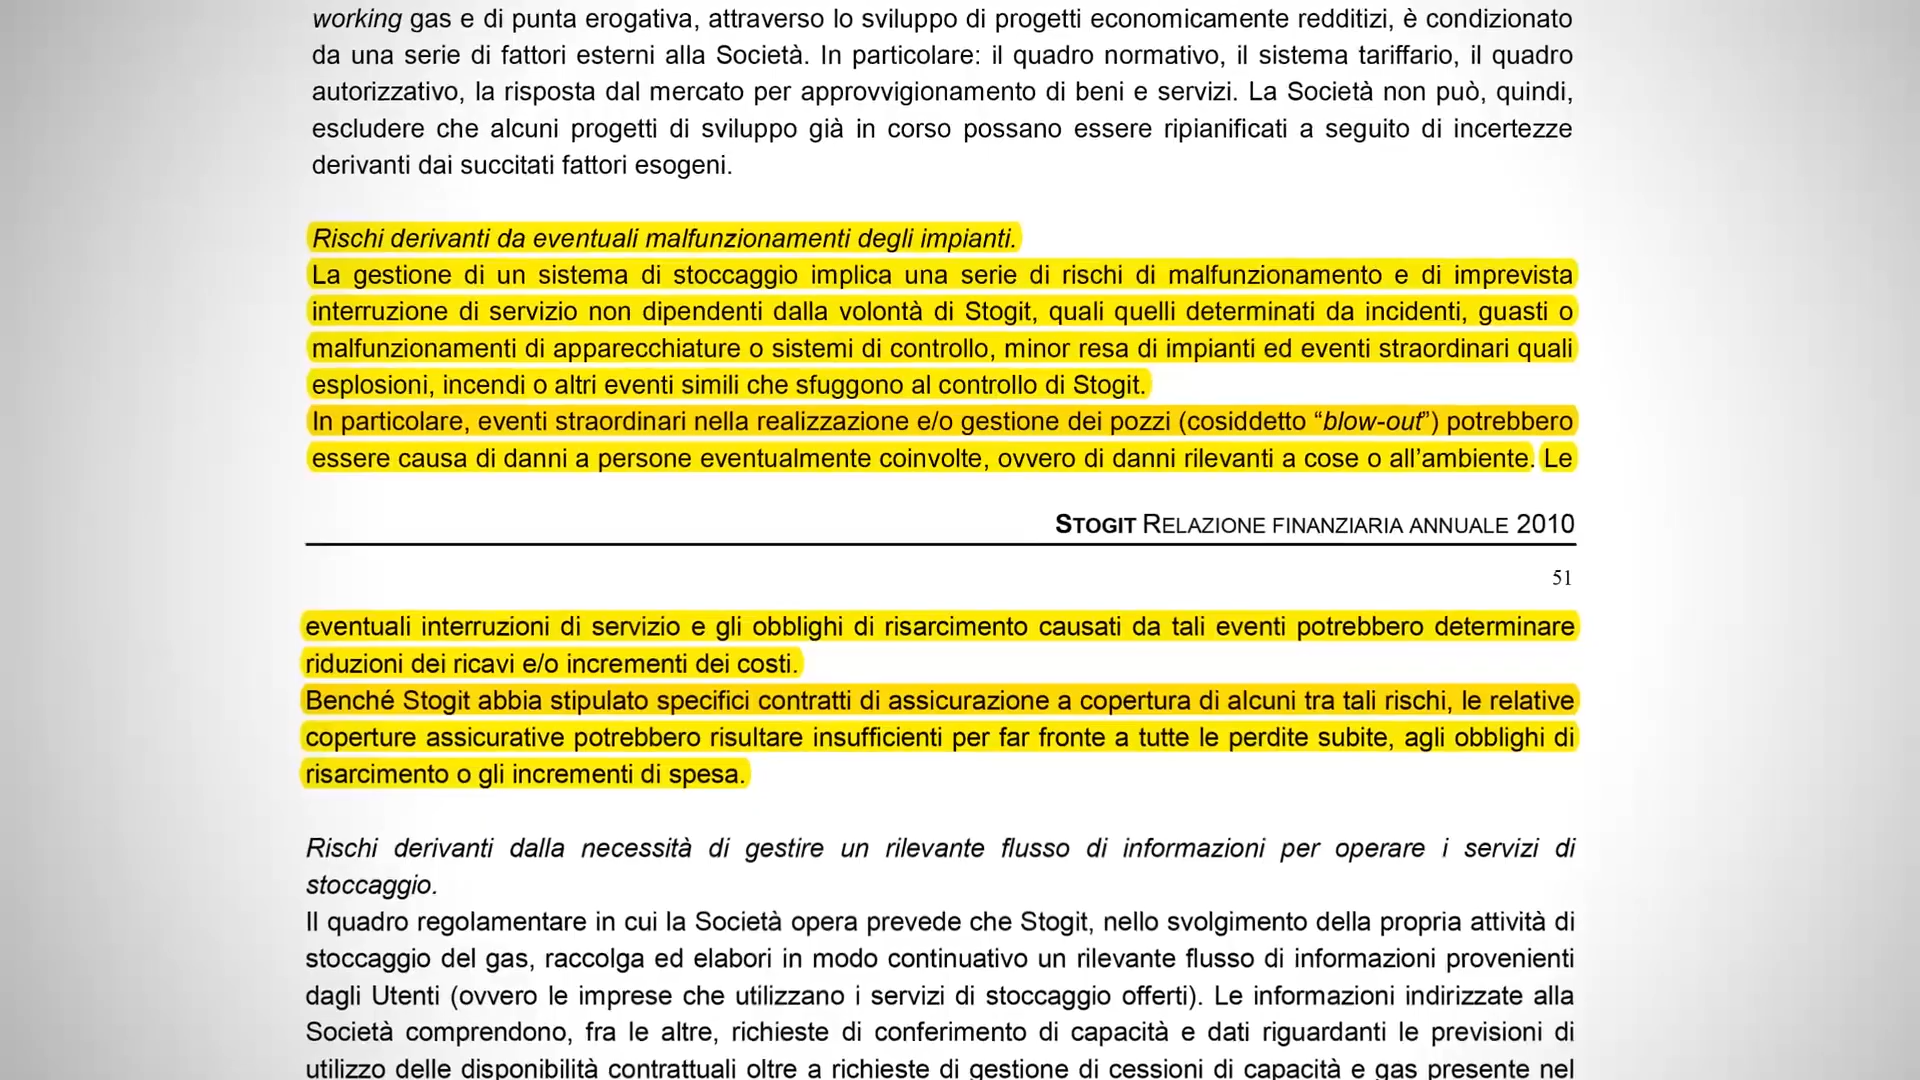 working gas e di punta erogativa, attraverso lo sviluppo di progetti economicamente redditizi, è condizionato
da una serie di fattori esterni alla Società. In particolare: il quadro normativo, il sistema tariffario, il quadro
autorizzativo, la risposta dal mercato per approvvigionamento di beni e servizi. La Società non può, quindi,
escludere che alcuni progetti di sviluppo già in corso possano essere ripianificati a seguito di incertezze
derivanti dai succitati fattori esogeni.
Rischi derivanti da eventuali malfunzionamenti degli impianti.
La gestione di un sistema di stoccaggio implica una serie di rischi di malfunzionamento e di imprevista
interruzione di servizio non dipendenti dalla volontà di Stogit, quali quelli determinati da incidenti, guasti o
malfunzionamenti di apparecchiature o sistemi di controllo, minor resa di impianti ed eventi straordinari quali
esplosioni, incendi o altri eventi simili che sfuggono al controllo di Stogit.
In particolare, eventi straordinari nella realizzazione e/o gestione dei pozzi (cosiddetto “blow-out”) potrebbero
essere causa di danni a persone eventualmente coinvolte, ovvero di danni rilevanti a cose o all’ambiente. Le
STOGIT RELAZIONE FINANZIARIA ANNUALE 2010
51
eventuali interruzioni di servizio e gli obblighi di risarcimento causati da tali eventi potrebbero determinare
riduzioni dei ricavi e/o incrementi dei costi.
Benché Stogit abbia stipulato specifici contratti di assicurazione a copertura di alcuni tra tali rischi, le relative
coperture assicurative potrebbero risultare insufficienti per far fronte a tutte le perdite subite, agli obblighi di
risarcimento o gli incrementi di spesa.
Rischi derivanti dalla necessità di gestire un rilevante flusso di informazioni per operare i servizi di
stoccaggio.
Il quadro regolamentare in cui la Società opera prevede che Stogit, nello svolgimento della propria attività di
stoccaggio del gas, raccolga ed elabori in modo continuativo un rilevante flusso di informazioni provenienti
dagli Utenti (ovvero le imprese che utilizzano i servizi di stoccaggio offerti). Le informazioni indirizzate alla
Società comprendono, fra le altre, richieste di conferimento di capacità e dati riguardanti le previsioni di
utilizzo delle disponibilità contrattuali oltre a richieste di gestione di cessioni di capacità e gas presente nel